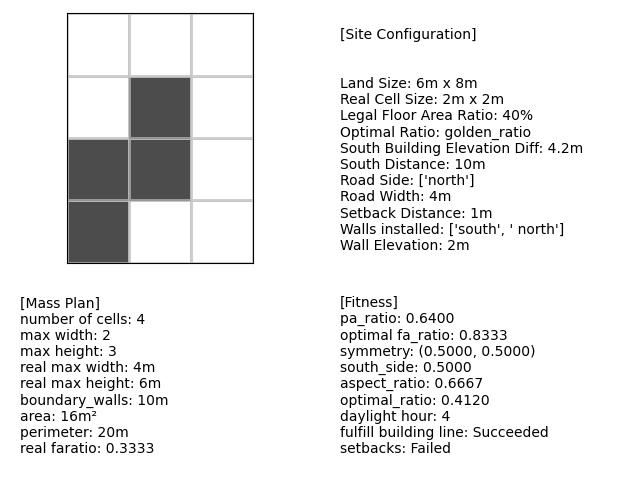 [Site Configuration]
Land Size: 6m x 8m
Real Cell Size: 2m x 2m
Legal Floor Area Ratio: 40%
Optimal Ratio: golden_ratio
South Building Elevation Diff: 4.2m
South Distance: 10m
Road Side: ['north']
Road Width: 4m
Setback Distance: 1m
Walls installed: ['south', ' north']
Wall Elevation: 2m
[Mass Plan]
number of cells: 4
max width: 2
max height: 3
real max width: 4m
real max height: 6m
boundary_walls: 10m
area: 16m²
perimeter: 20m
real faratio: 0.3333
[Fitness]
pa_ratio: 0.6400
optimal fa_ratio: 0.8333
symmetry: (0.5000, 0.5000)
south_side: 0.5000
aspect_ratio: 0.6667
optimal_ratio: 0.4120
daylight hour: 4
fulfill building line: Succeeded
setbacks: Failed